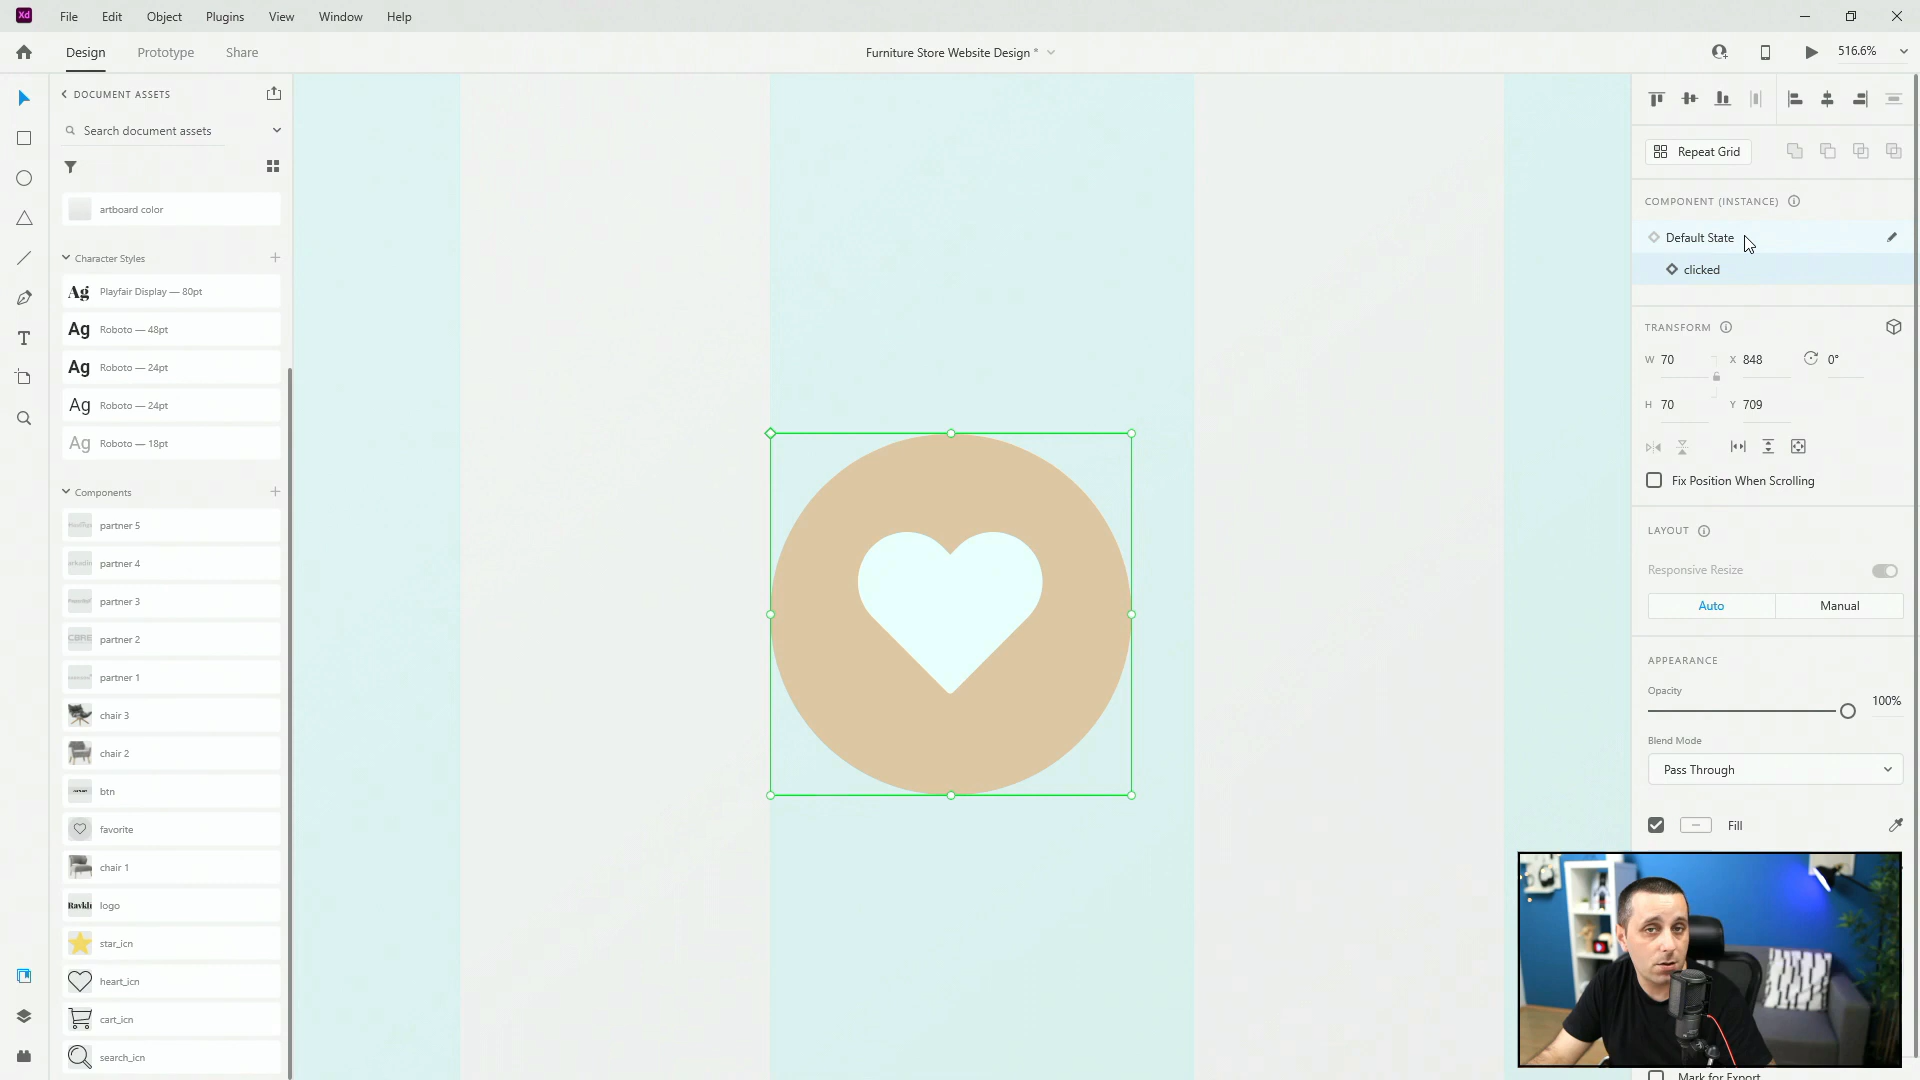 Xd File Edit Object Plugins View Window Help
Design Prototype Share
Furniture Store Website Design *
516.6%
DOCUMENT ASSETS
Search document assets
artboard color
Character Styles
Ag Playfair Display — 80pt
Ag Roboto — 48pt
Ag Roboto — 24pt
Ag Roboto — 24pt
Ag Roboto — 18pt
Components
partner 5
partner 4
partner 3
CBRE partner 2
partner 1
chair 3
chair 2
btn
favorite
chair 1
logo
star_icn
heart_icn
cart_icn
search_icn
Repeat Grid
COMPONENT (INSTANCE)
Default State
clicked
TRANSFORM
W 70 X 848 0°
H 70 Y 709
Fix Position When Scrolling
LAYOUT
Responsive Resize
Auto Manual
APPEARANCE
Opacity
100%
Blend Mode
Pass Through
Fill
Mark for Export